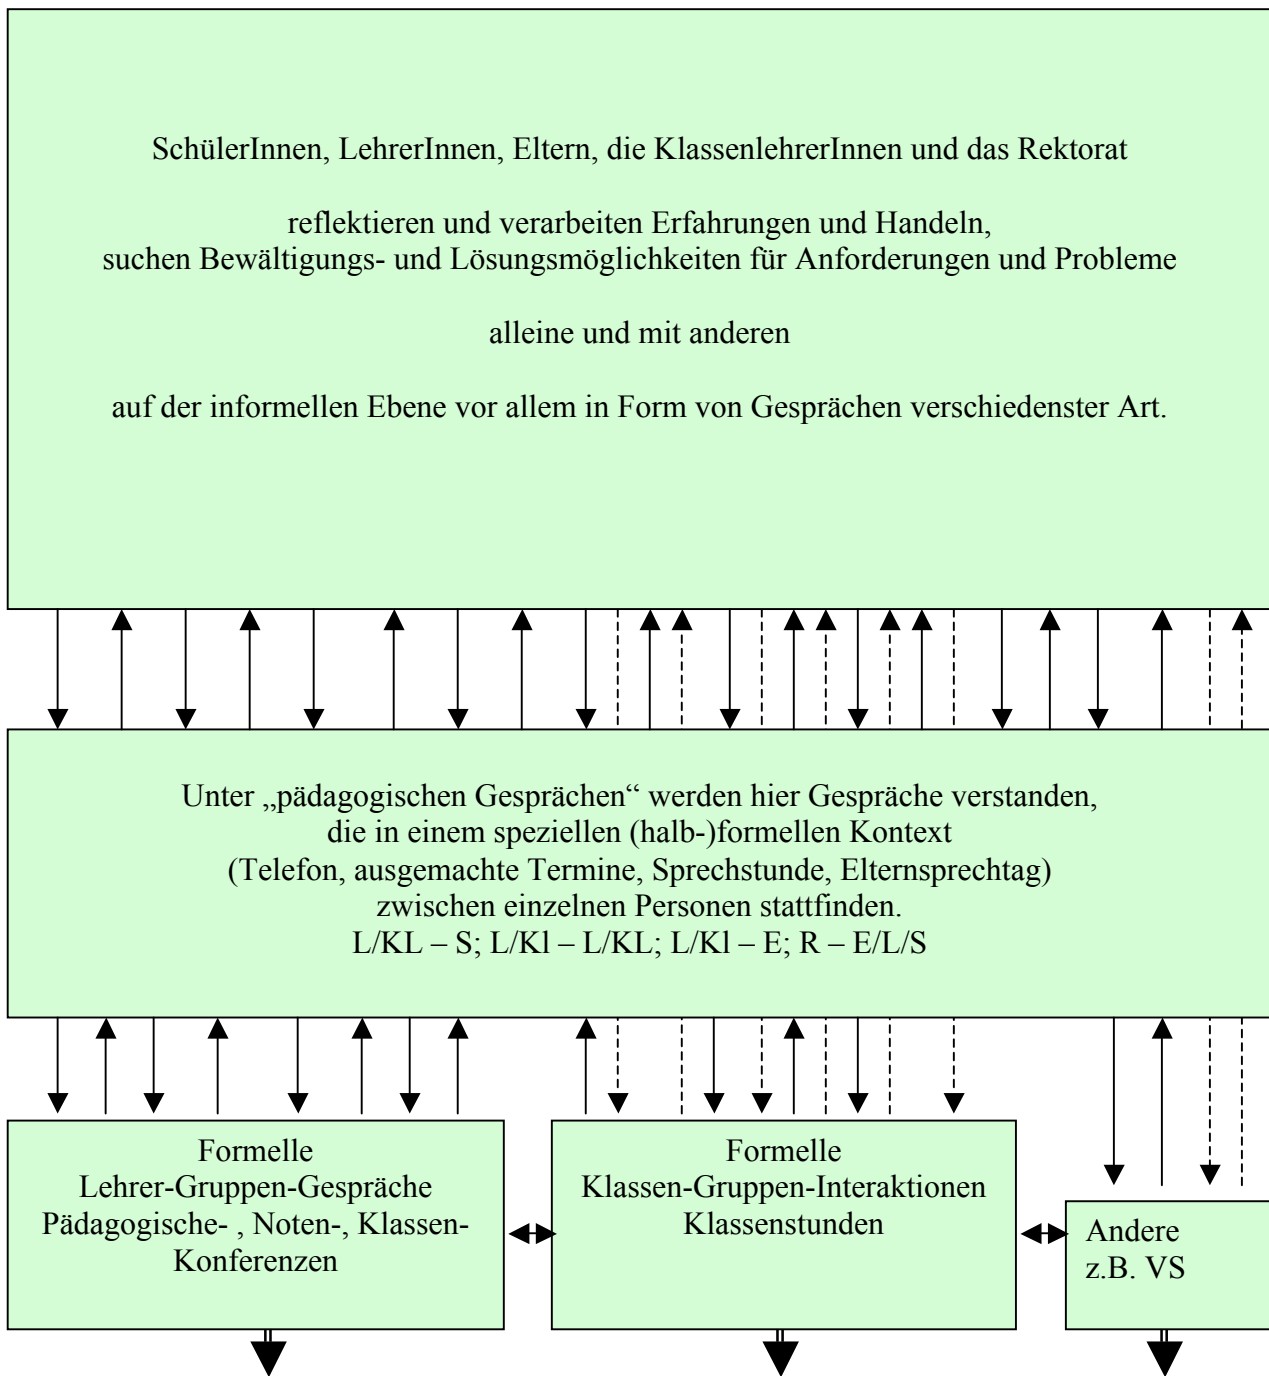 SchülerInnen, LehrerInnen, Eltern, die KlassenlehrerInnen und das Rektorat
reflektieren und verarbeiten Erfahrungen und Handeln,
suchen Bewältigungs- und Lösungsmöglichkeiten für Anforderungen und Probleme
alleine und mit anderen
auf der informellen Ebene vor allem in Form von Gesprächen verschiedenster Art.
Unter „pädagogischen Gesprächen“ werden hier Gespräche verstanden,
die in einem speziellen (halb-)formellen Kontext
(Telefon, ausgemachte Termine, Sprechstunde, Elternsprechtag)
zwischen einzelnen Personen stattfinden.
L/KL – S; L/Kl – L/KL; L/Kl – E; R – E/L/S
Formelle
Lehrer-Gruppen-Gespräche
Pädagogische- , Noten-, Klassen-
Konferenzen
Formelle
Klassen-Gruppen-Interaktionen
Klassenstunden
Andere
z.B. VS